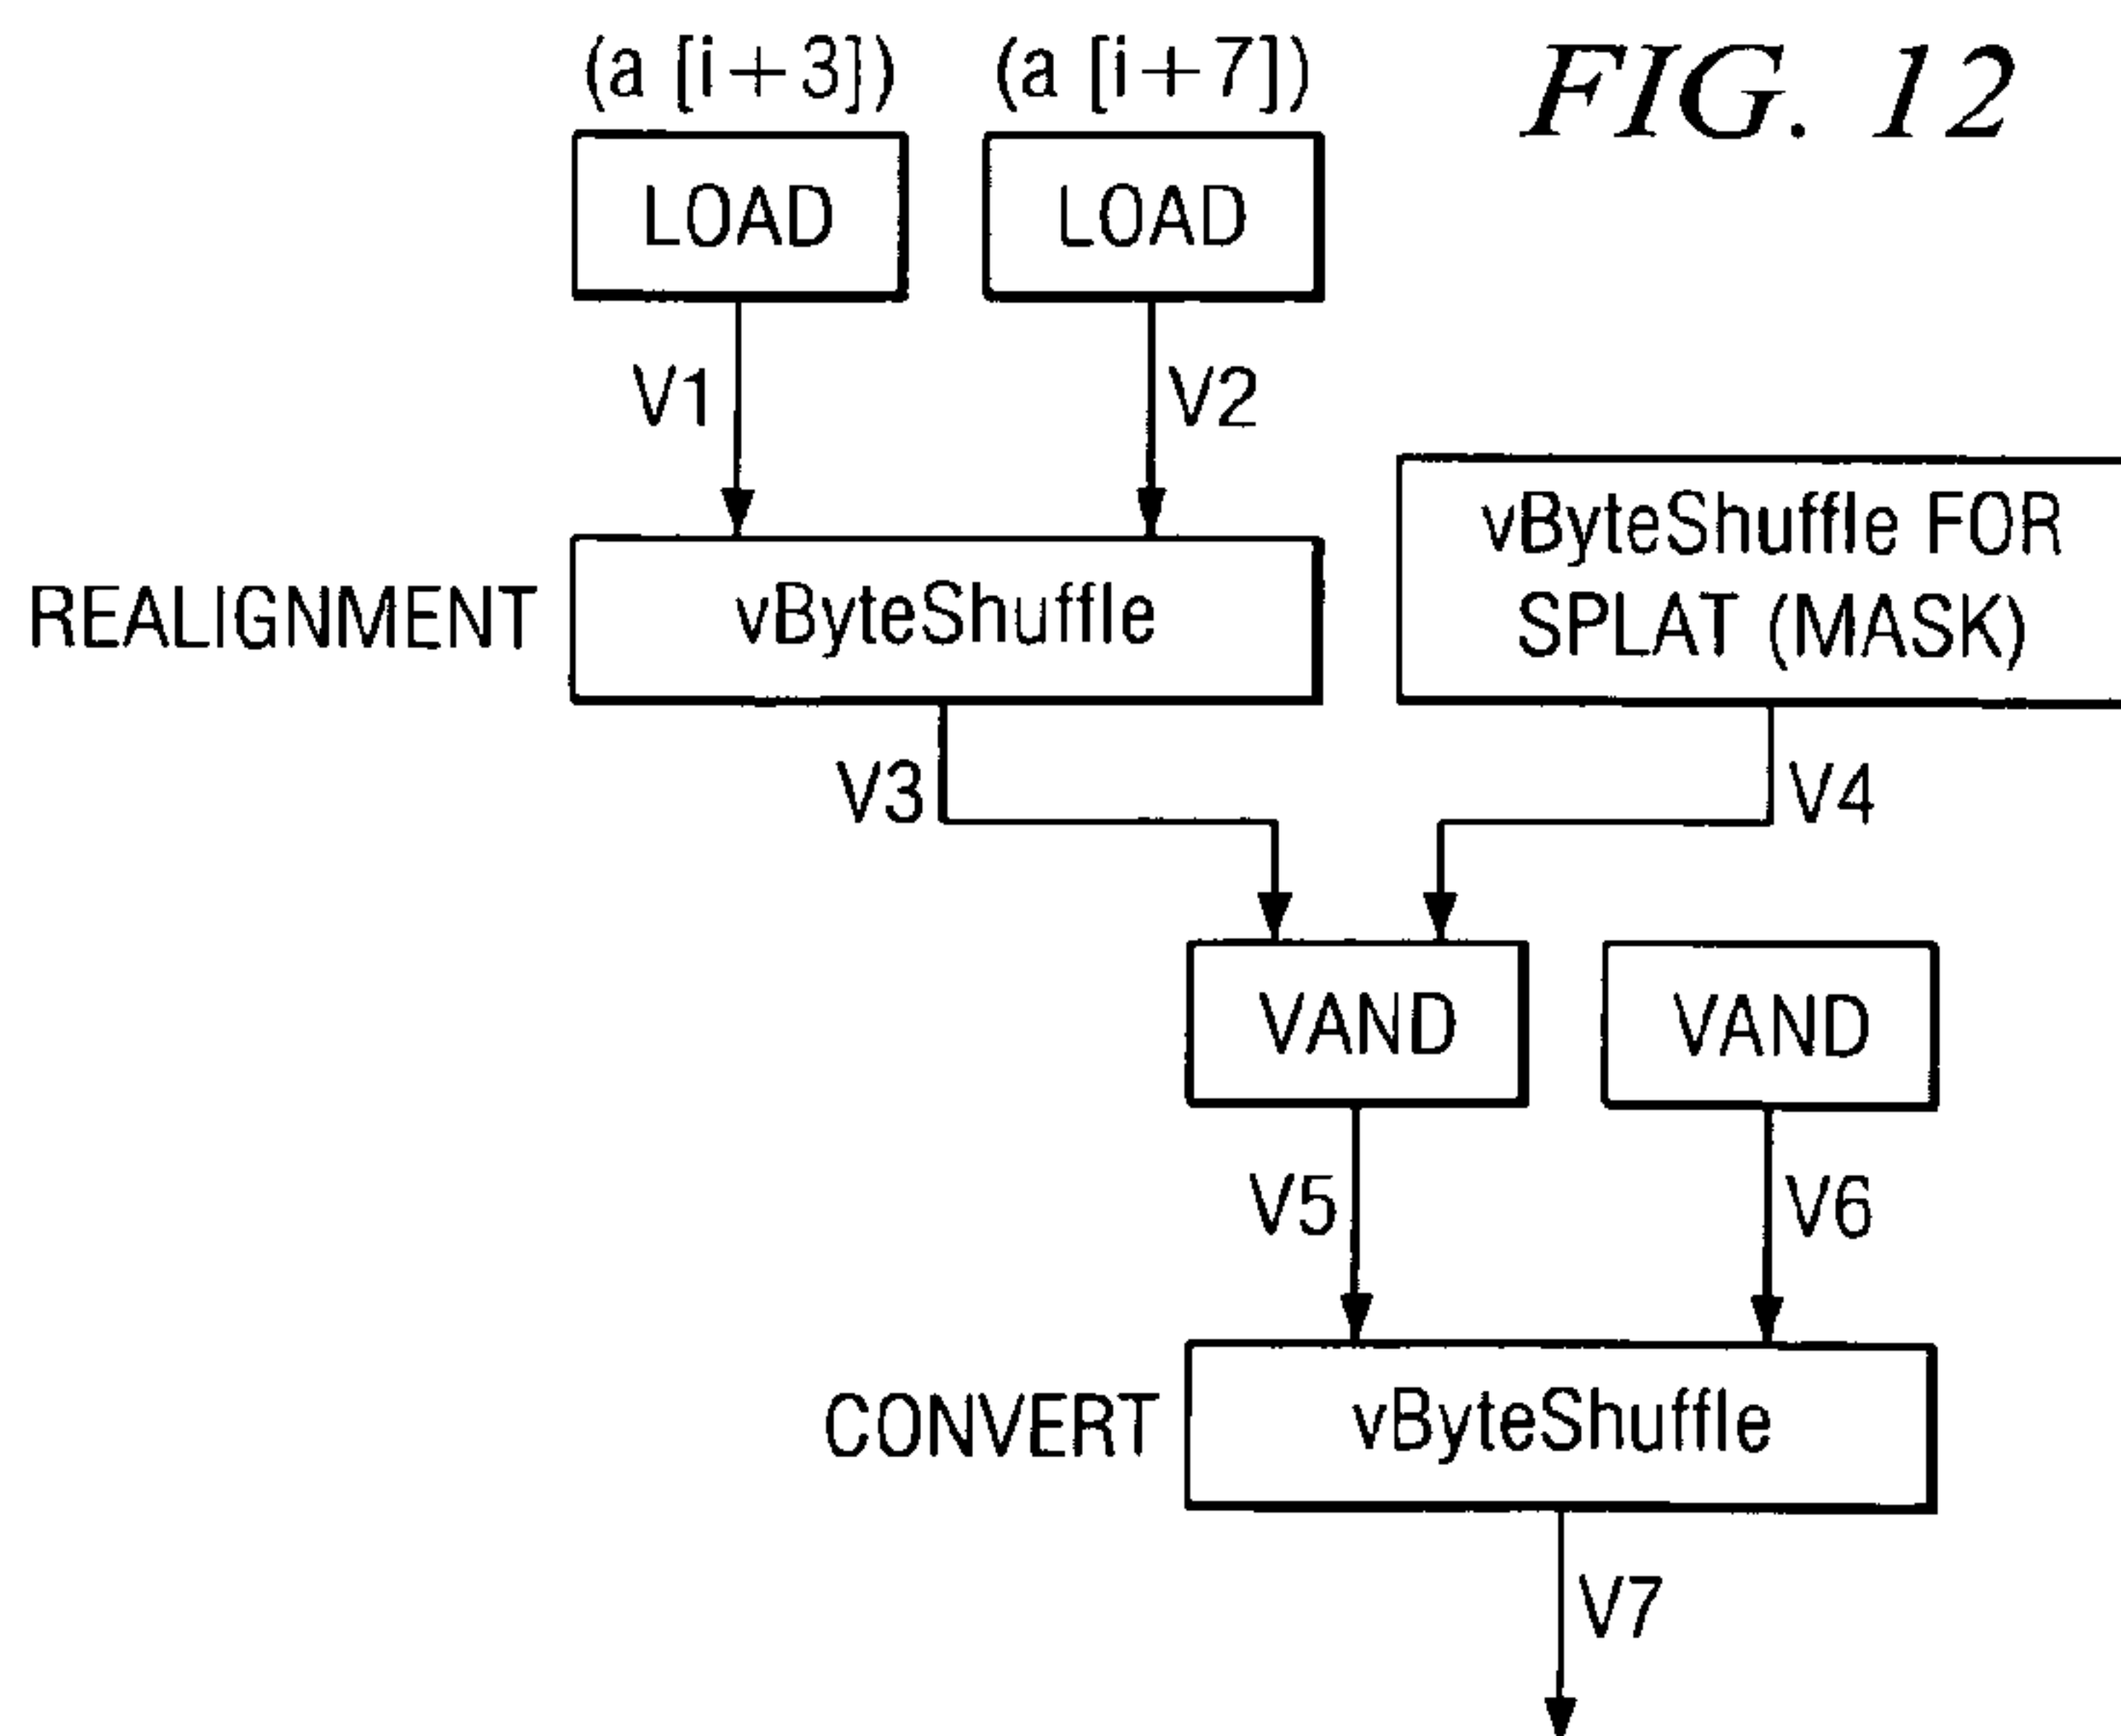 (a [i+3]) (a [i+7])
FIG. 12
LOAD LOAD
V1 V2
REALIGNMENT vByteShuffle
vByteShuffle FOR
SPLAT (MASK)
V3 V4
VAND VAND
V5 V6
CONVERT vByteShuffle
V7